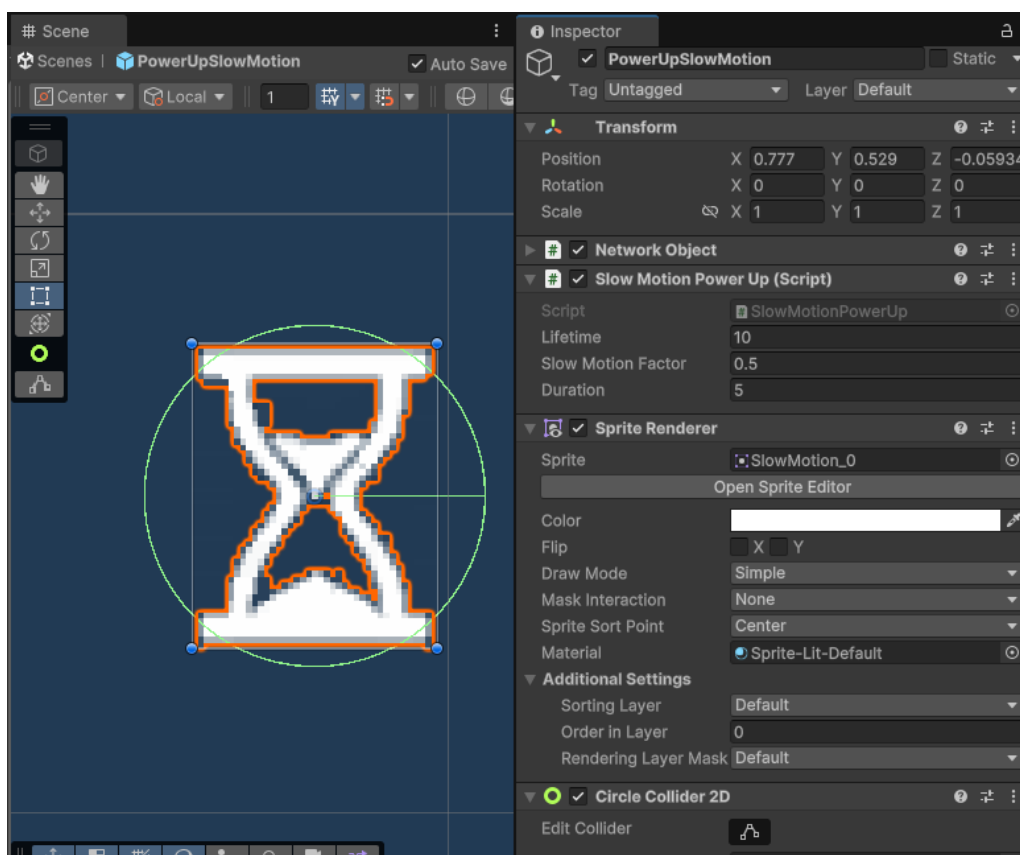 Scene
Scenes | PowerUpSlowMotion Auto Save
Center Local 1
Inspector
PowerUpSlowMotion Static
Tag Untagged Layer Default
Transform
Position X 0.777 Y 0.529 Z -0.05934
Rotation X 0 Y 0 Z 0
Scale X 1 Y 1 Z 1
# Network Object
# Slow Motion Power Up (Script)
Script SlowMotionPowerUp
Lifetime 10
Slow Motion Factor 0.5
Duration 5
Sprite Renderer
Sprite SlowMotion_0
Open Sprite Editor
Color
Flip X Y
Draw Mode Simple
Mask Interaction None
Sprite Sort Point Center
Material Sprite-Lit-Default
Additional Settings
Sorting Layer Default
Order in Layer 0
Rendering Layer Mask Default
Circle Collider 2D
Edit Collider